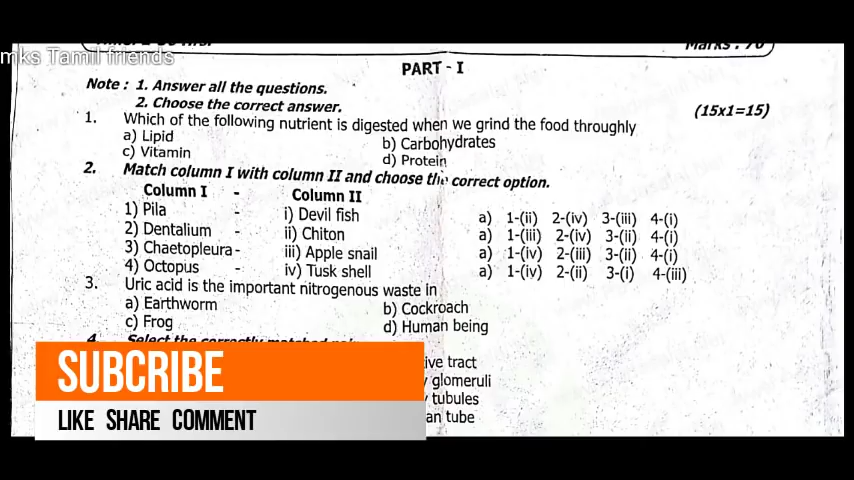 mks Tamil friends
Marks : 70
PART - I
Note : 1. Answer all the questions.
2. Choose the correct answer. (15x1=15)
1. Which of the following nutrient is digested when we grind the food throughly
a) Lipid b) Carbohydrates
c) Vitamin d) Protein
2. Match column I with column II and choose the correct option.
Column I - Column II
1) Pila - i) Devil fish a) 1-(ii) 2-(iv) 3-(iii) 4-(i)
2) Dentalium - ii) Chiton a) 1-(iii) 2-(iv) 3-(ii) 4-(i)
3) Chaetopleura - iii) Apple snail a) 1-(iv) 2-(iii) 3-(ii) 4-(i)
4) Octopus - iv) Tusk shell a) 1-(iv) 2-(ii) 3-(i) 4-(iii)
3. Uric acid is the important nitrogenous waste in
a) Earthworm b) Cockroach
c) Frog d) Human being
4. Select the correctly matched
tive tract
glomeruli
tubules
an tube
SUBCRIBE
LIKE SHARE COMMENT